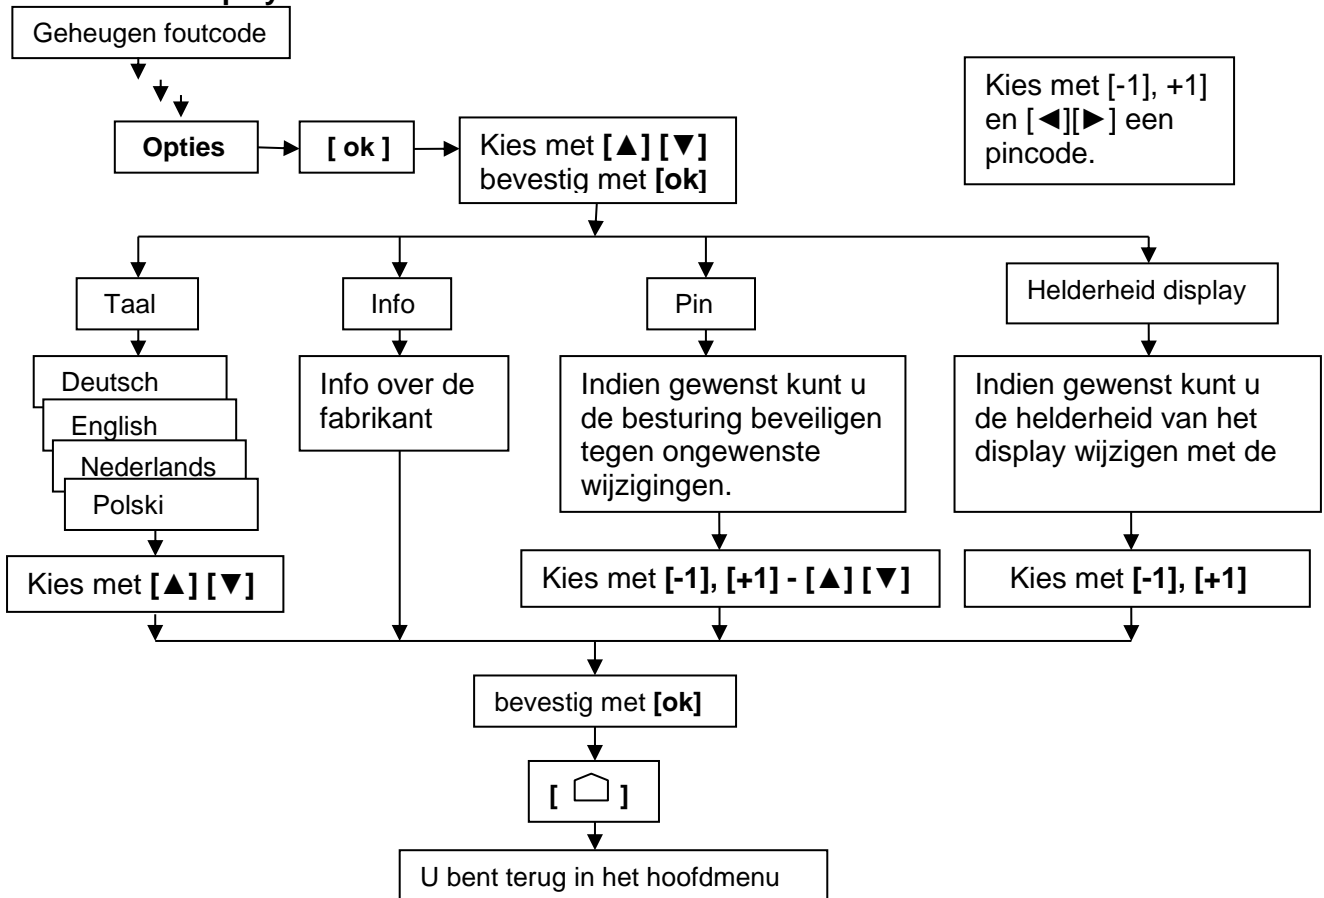 Geheugen foutcode
Kies met [-1], +1]
en [◄][►] een
pincode.
Opties
[ ok ]
Kies met [▲] [▼]
bevestig met [ok]
Taal
Info
Pin
Helderheid display
Deutsch
English
Nederlands
Polski
Info over de
fabrikant
Indien gewenst kunt u
de besturing beveiligen
tegen ongewenste
wijzigingen.
Indien gewenst kunt u
de helderheid van het
display wijzigen met de
Kies met [▲] [▼]
Kies met [-1], [+1] - [▲] [▼]
Kies met [-1], [+1]
bevestig met [ok]
[ ]
U bent terug in het hoofdmenu